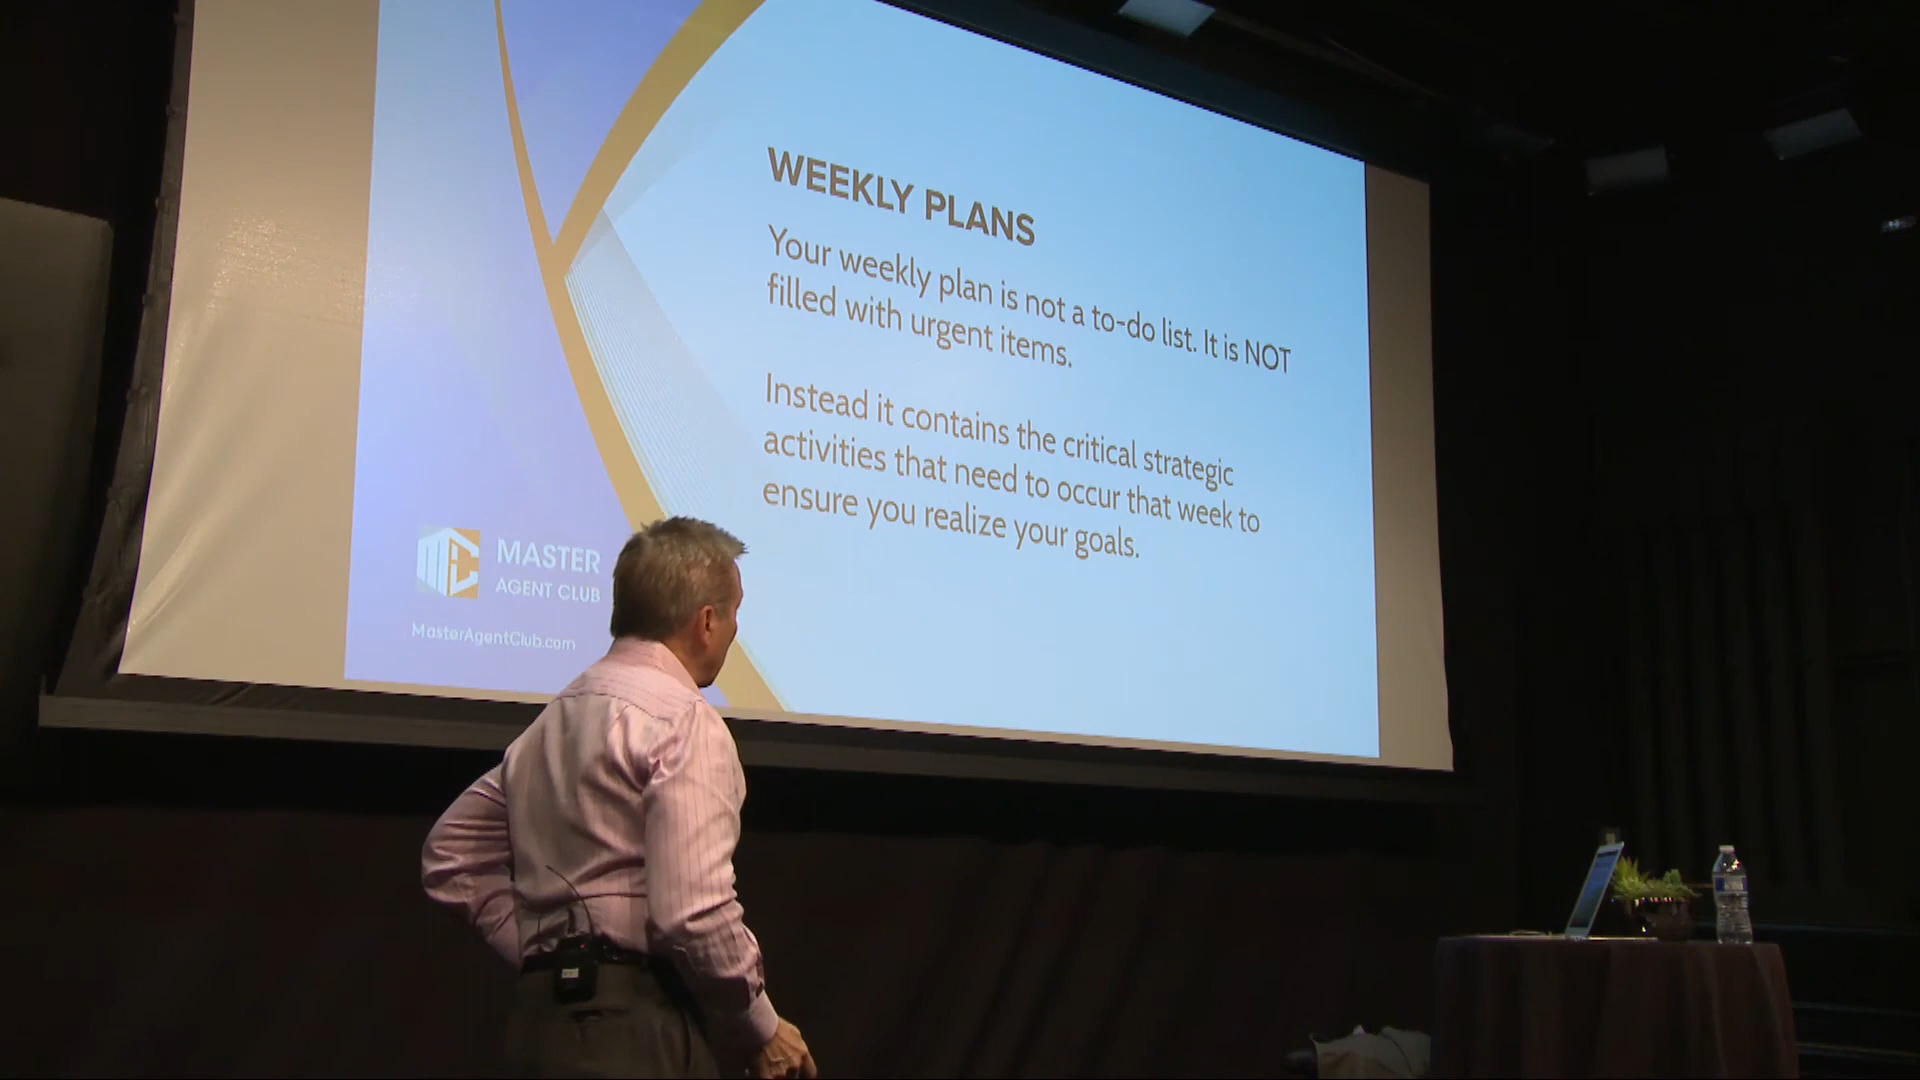 WEEKLY PLANS
Your weekly plan is not a to-do list. It is NOT
filled with urgent items.
Instead it contains the critical strategic
activities that need to occur that week to
ensure you realize your goals.
MASTER
AGENT CLUB
MasterAgentClub.com